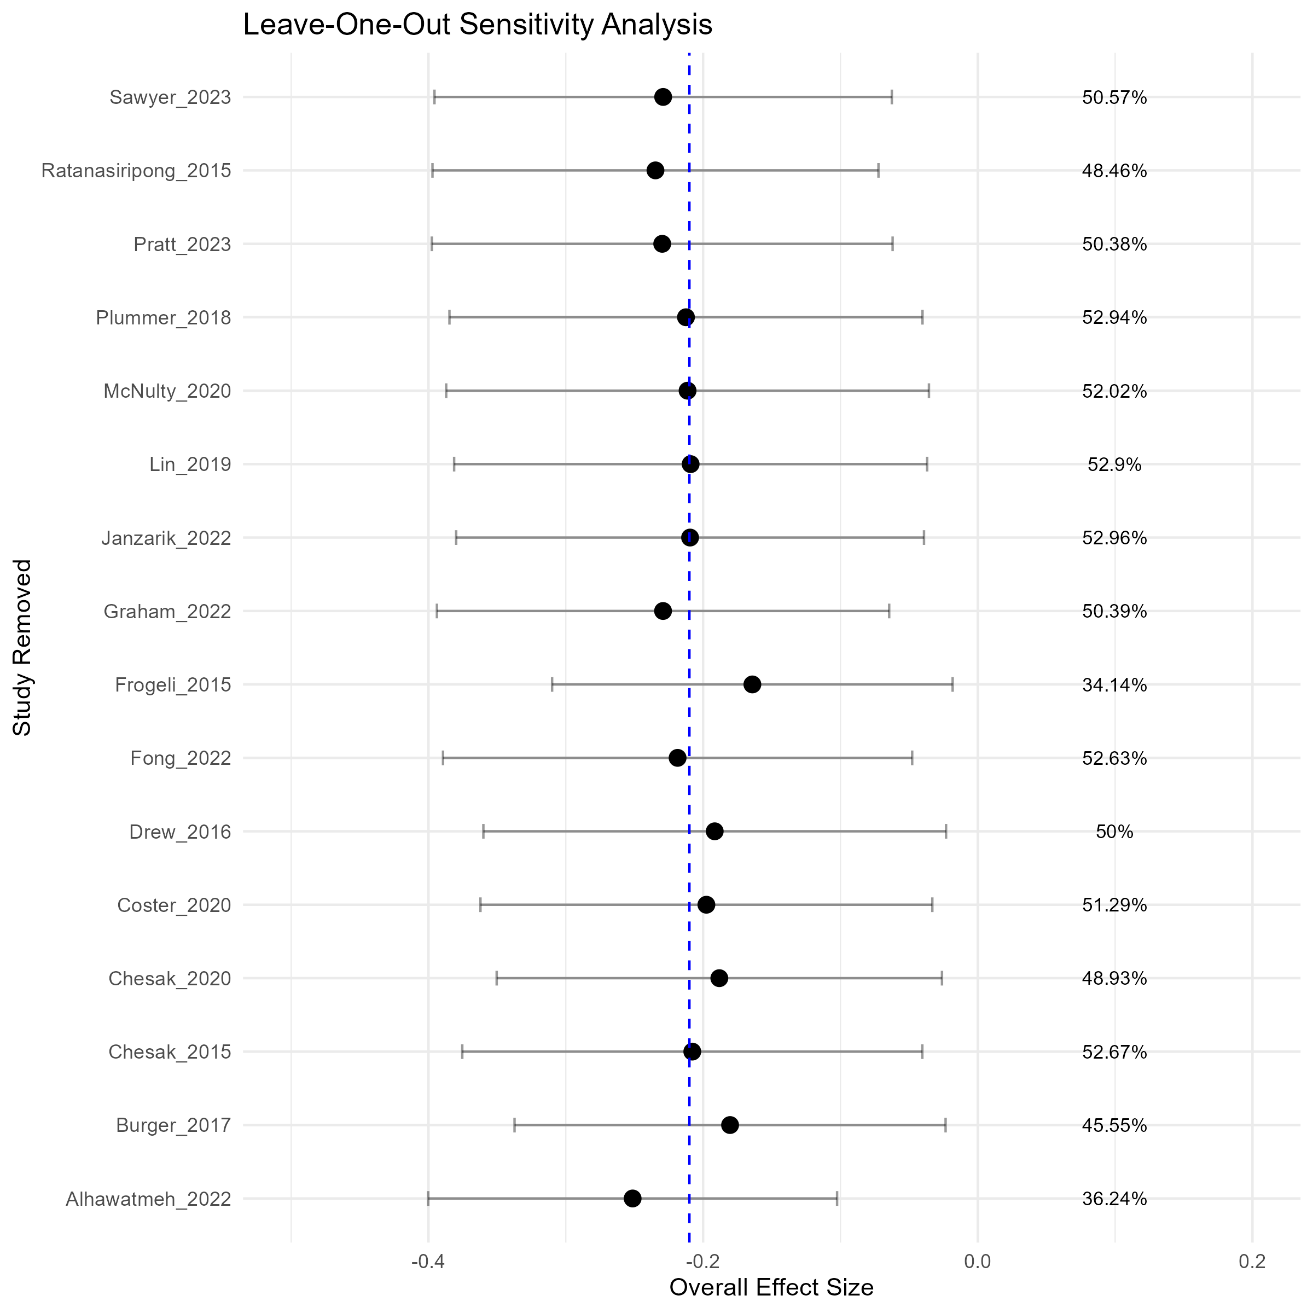 Leave-One-Out Sensitivity Analysis
Sawyer_2023 50.57%
Ratanasiripong_2015 48.46%
Pratt_2023 50.38%
Plummer_2018 52.94%
McNulty_2020 52.02%
Lin_2019 52.9%
Janzarik_2022 52.96%
Graham_2022 50.39%
Frogeli_2015 34.14%
Fong_2022 52.63%
Drew_2016 50%
Coster_2020 51.29%
Chesak_2020 48.93%
Chesak_2015 52.67%
Burger_2017 45.55%
Alhawatmeh_2022 36.24%
Study Removed
-0.4 -0.2 0.0 0.2
Overall Effect Size